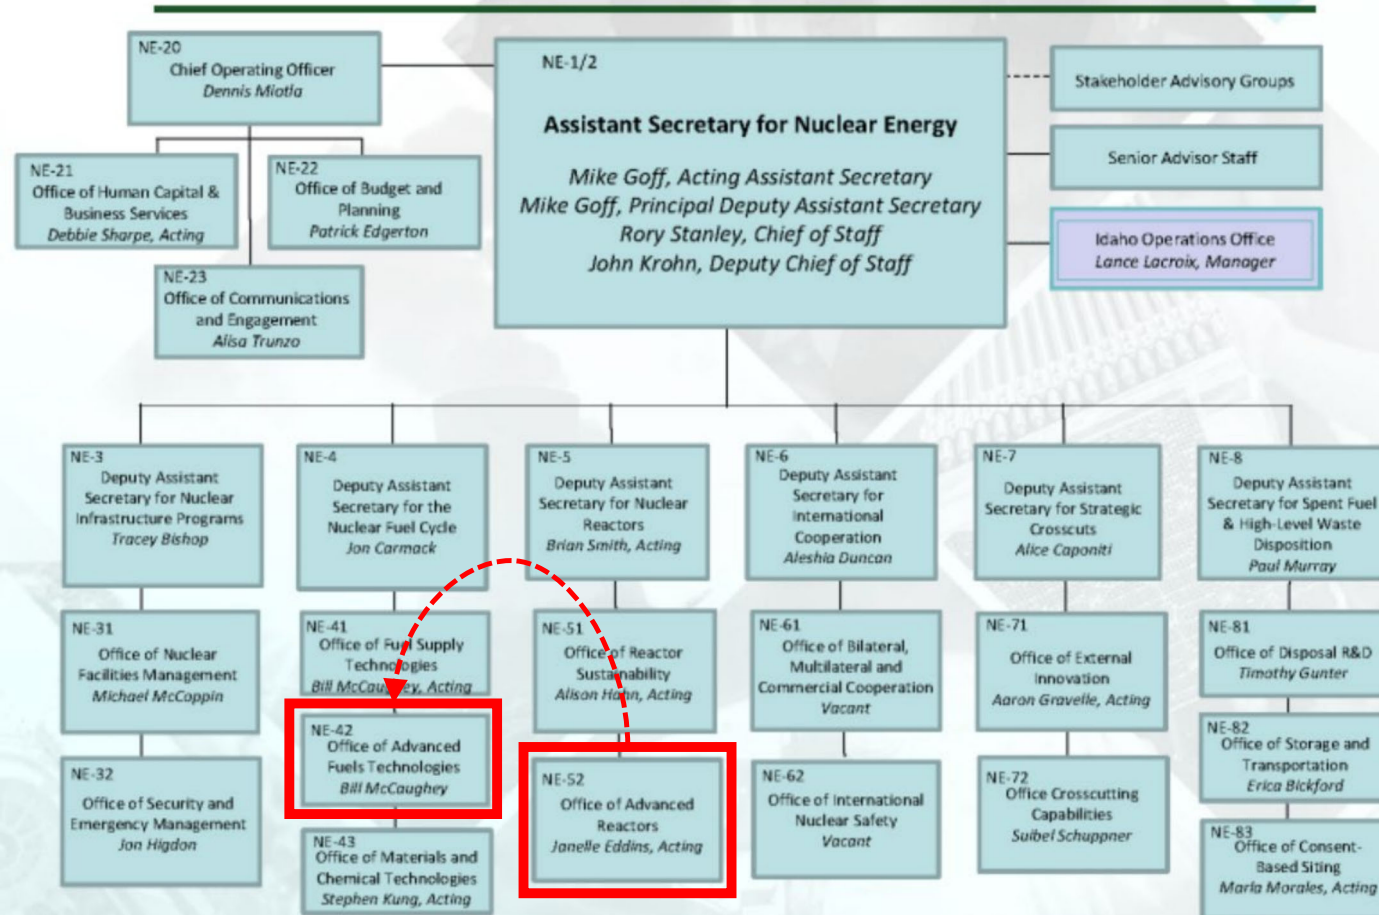 NE-20
Chief Operating Officer
Dennis Miotla
NE-1/2
Assistant Secretary for Nuclear Energy
Mike Goff, Acting Assistant Secretary
Mike Goff, Principal Deputy Assistant Secretary
Rory Stanley, Chief of Staff
John Krohn, Deputy Chief of Staff
Stakeholder Advisory Groups
Senior Advisor Staff
Idaho Operations Office
Lance Lacroix, Manager
NE-21
Office of Human Capital &
Business Services
Debbie Sharpe, Acting
NE-22
Office of Budget and
Planning
Patrick Edgerton
NE-23
Office of Communications
and Engagement
Alisa Trunzo
NE-3
Deputy Assistant
Secretary for Nuclear
Infrastructure Programs
Tracey Bishop
NE-4
Deputy Assistant
Secretary for the
Nuclear Fuel Cycle
Jon Carmack
NE-5
Deputy Assistant
Secretary for Nuclear
Reactors
Brian Smith, Acting
NE-6
Deputy Assistant
Secretary for
International
Cooperation
Aleshia Duncan
NE-7
Deputy Assistant
Secretary for Strategic
Crosscuts
Alice Caponiti
NE-8
Deputy Assistant
Secretary for Spent Fuel
& High-Level Waste
Disposition
Paul Murray
NE-31
Office of Nuclear
Facilities Management
Michael McCoppin
NE-41
Office of Fuel Supply
Technologies
Bill McCaughey, Acting
NE-51
Office of Reactor
Sustainability
Alison Hahn, Acting
NE-61
Office of Bilateral,
Multilateral and
Commercial Cooperation
Vacant
NE-71
Office of External
Innovation
Aaron Gravelle, Acting
NE-81
Office of Disposal R&D
Timothy Gunter
NE-32
Office of Security and
Emergency Management
Jon Higdon
NE-42
Office of Advanced
Fuels Technologies
Bill McCaughey
NE-52
Office of Advanced
Reactors
Janelle Eddins, Acting
NE-62
Office of International
Nuclear Safety
Vacant
NE-72
Office Crosscutting
Capabilities
Suibel Schuppner
NE-82
Office of Storage and
Transportation
Erica Bickford
NE-43
Office of Materials and
Chemical Technologies
Stephen Kung, Acting
NE-83
Office of Consent-
Based Siting
Marla Morales, Acting